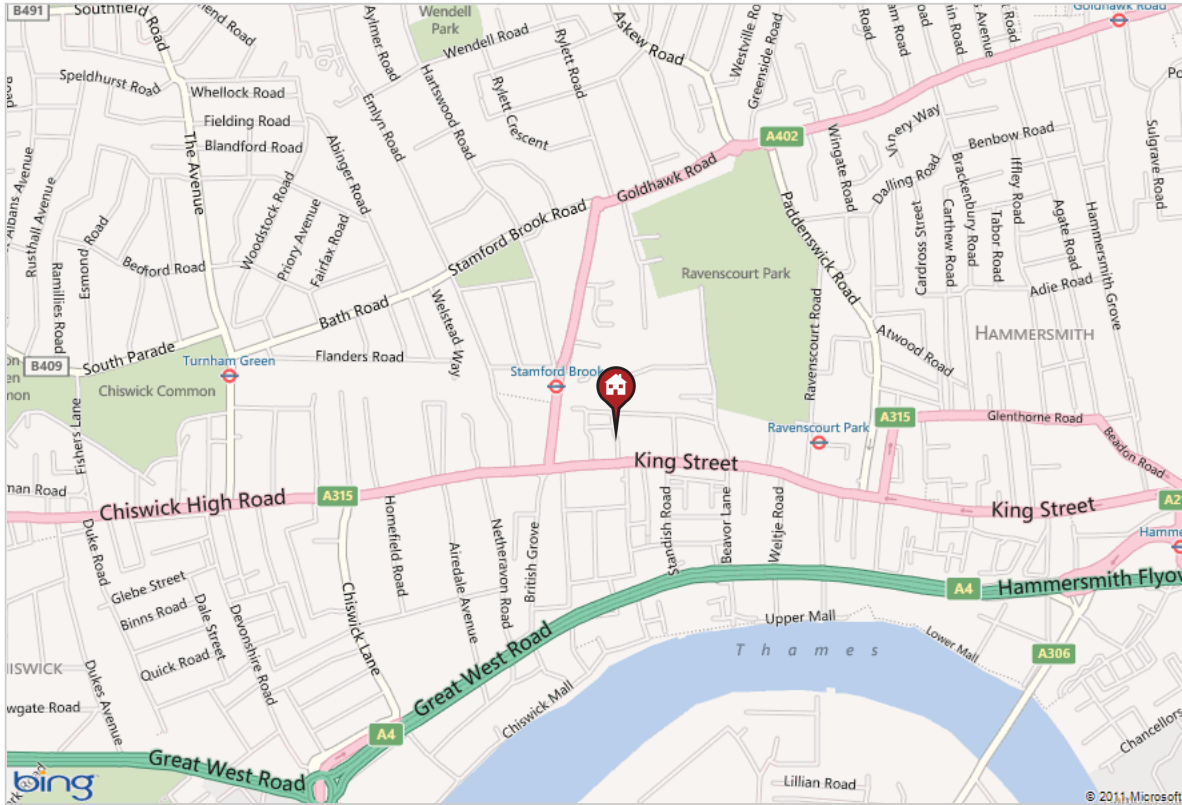 B491
Southfield Road
Wendell
Park
Aylmer Road
Wendell Road
Rylett Road
Askew Road
Westville Road
Greenside Road
Goldhawk Road
Speldhurst Road
Whellock Road
Fielding Road
Blandford Road
The Avenue
Abinger Road
Emlyn Road
Hartswood Road
Rylett Crescent
A402
Wingate Road
Vinery Way
Benbow Road
Sulgrave Road
Goldhawk Road
Dalling Road
Brackenbury Road
Iffley Road
Albans Avenue
Rusthall Avenue
Ramillies Road
Esmond Road
Bedford Road
Woodstock Road
Priory Avenue
Fairfax Road
Stamford Brook Road
Bath Road
Ravenscourt Park
Paddenswick Road
Cardross Street
Carthew Road
Tabor Road
Agate Road
Hammersmith Grove
Adie Road
HAMMERSMITH
B409
South Parade
Turnham Green
Flanders Road
Welstead Way
Stamford Brook
Ravenscourt Road
Atwood Road
Chiswick Common
Fishers Lane
Ravenscourt Park
A315
Glenthorne Road
Beadon Road
King Street
Chiswick High Road
A315
King Street
Duke Road
Homefield Road
Airedale Avenue
Netheravon Road
British Grove
Standish Road
Beavor Lane
Weltje Road
Glebe Street
Binns Road
Dale Street
Devonshire Road
Quick Road
Chiswick Lane
Dukes Avenue
Great West Road
A4
Hammersmith Flyov
Upper Mall
Thames
Lower Mall
A306
Chiswick Mall
A4
Great West Road
Chancellors
Lillian Road
bing
© 2011 Microsoft